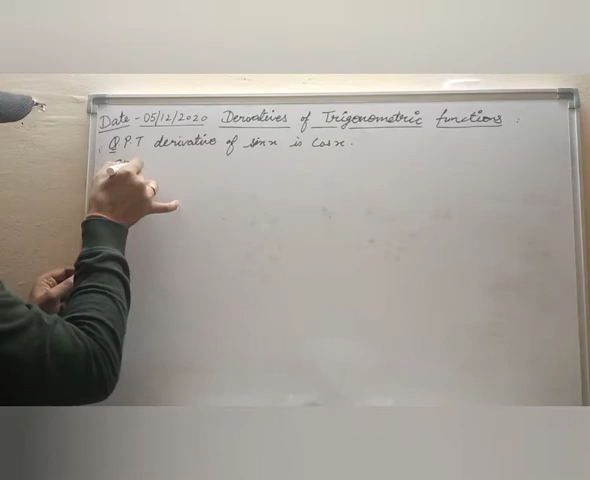 Date - 05/12/2020 Derivatives of Trigonometric functions :
Q. P.T derivative of sinx is cosx.